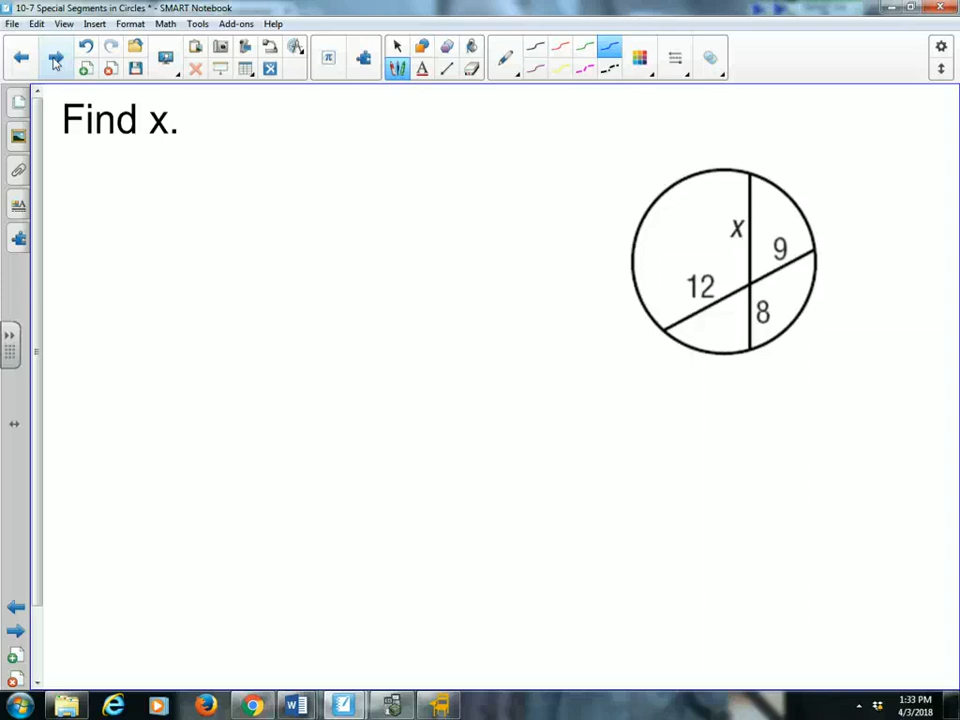 10-7 Special Segments in Circles * - SMART Notebook
File Edit View Insert Format Math Tools Add-ons Help
Find x.
x
9
12
8
1:33 PM
4/3/2018